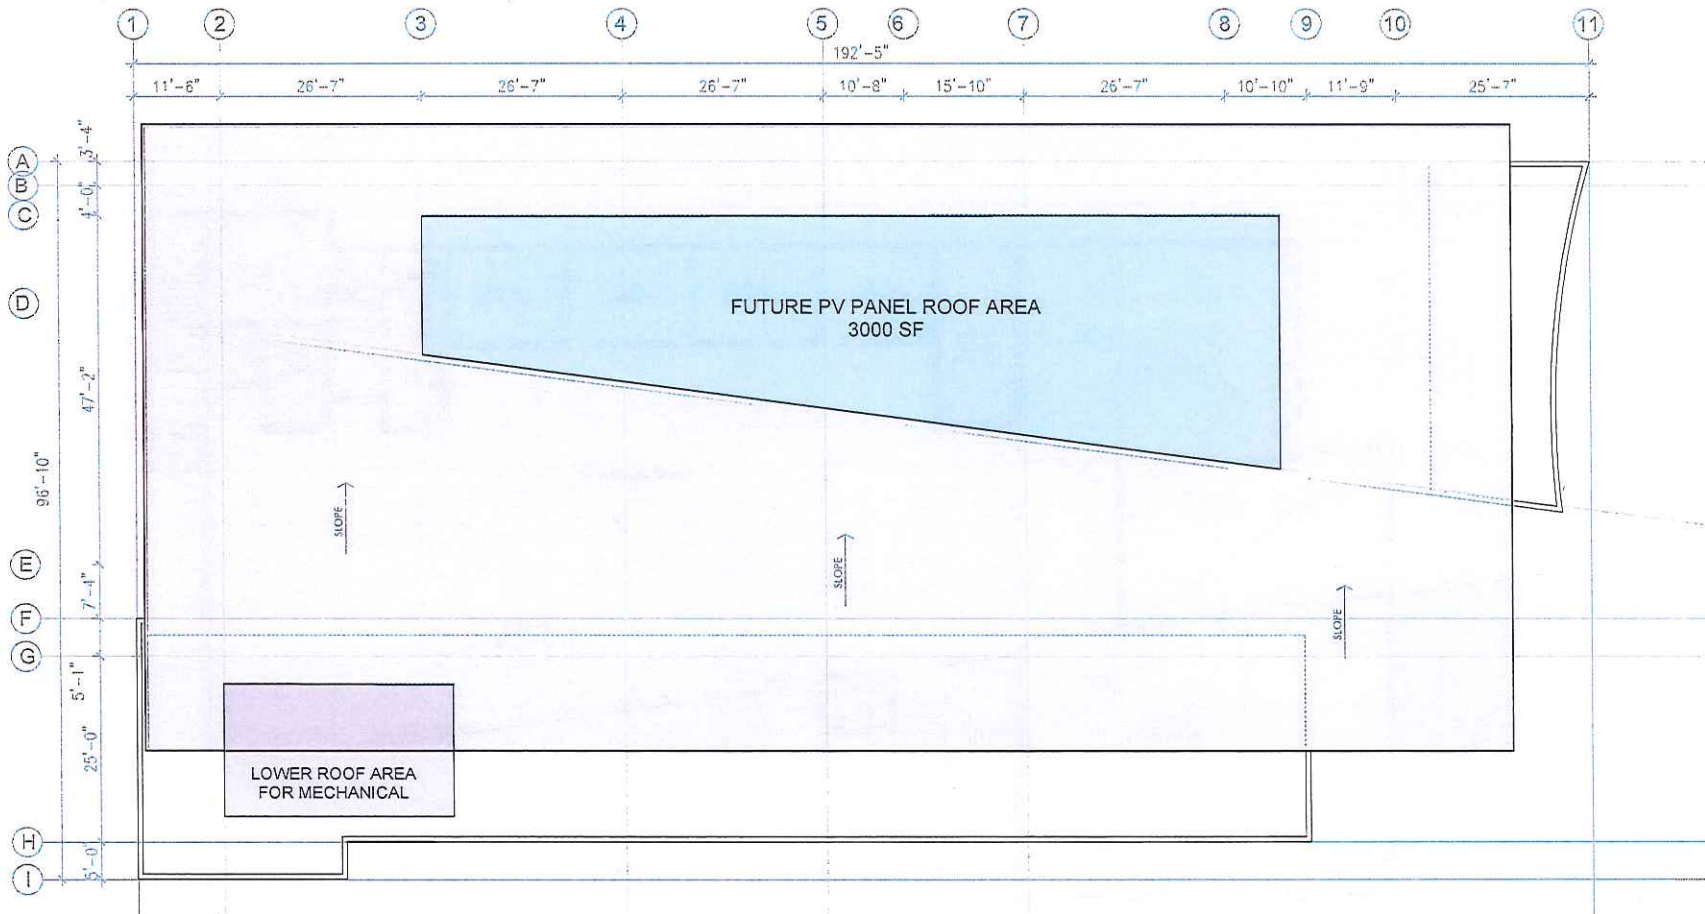 1 2 3 4 5 6 7 8 9 10 11
192'-5"
11'-6" 26'-7" 26'-7" 26'-7" 10'-8" 15'-10" 26'-7" 10'-10" 11'-9" 25'-7"
3'-4"
A
B
4'-0"
C
D
FUTURE PV PANEL ROOF AREA
3000 SF
47'-2"
96'-10"
SLOPE
SLOPE
SLOPE
E
7'-4"
F
G
5'-1"
25'-0"
LOWER ROOF AREA
FOR MECHANICAL
H
5'-0"
I